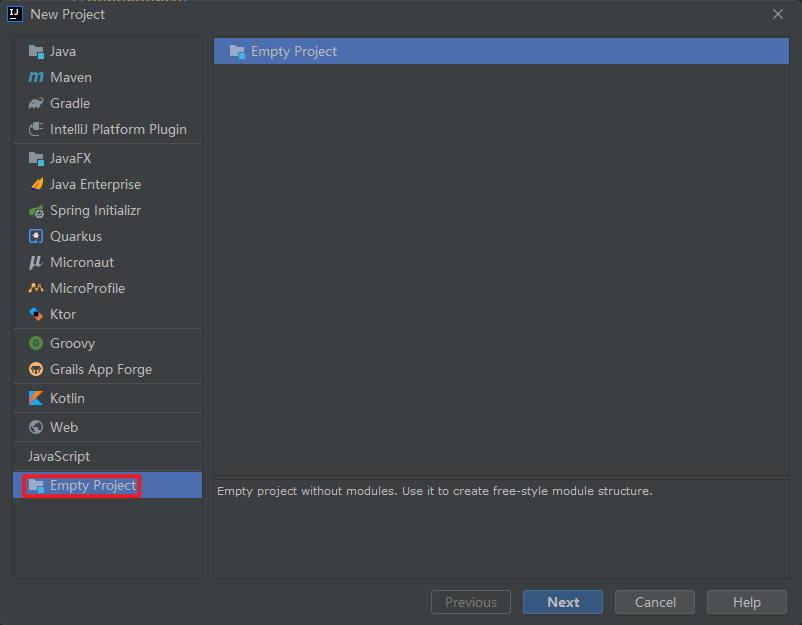 New Project
Java
Maven
Gradle
IntelliJ Platform Plugin
JavaFX
Java Enterprise
Spring Initializr
Quarkus
Micronaut
MicroProfile
Ktor
Groovy
Grails App Forge
Kotlin
Web
JavaScript
Empty Project
Empty Project
Empty project without modules. Use it to create free-style module structure.
Previous
Next
Cancel
Help